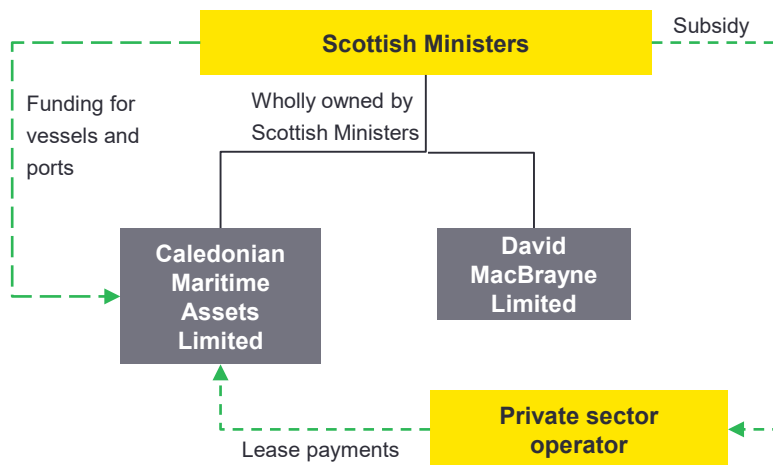 Scottish Ministers
Subsidy
Funding for
vessels and
ports
Wholly owned by
Scottish Ministers
Caledonian
Maritime
Assets
Limited
David
MacBrayne
Limited
Private sector
operator
Lease payments